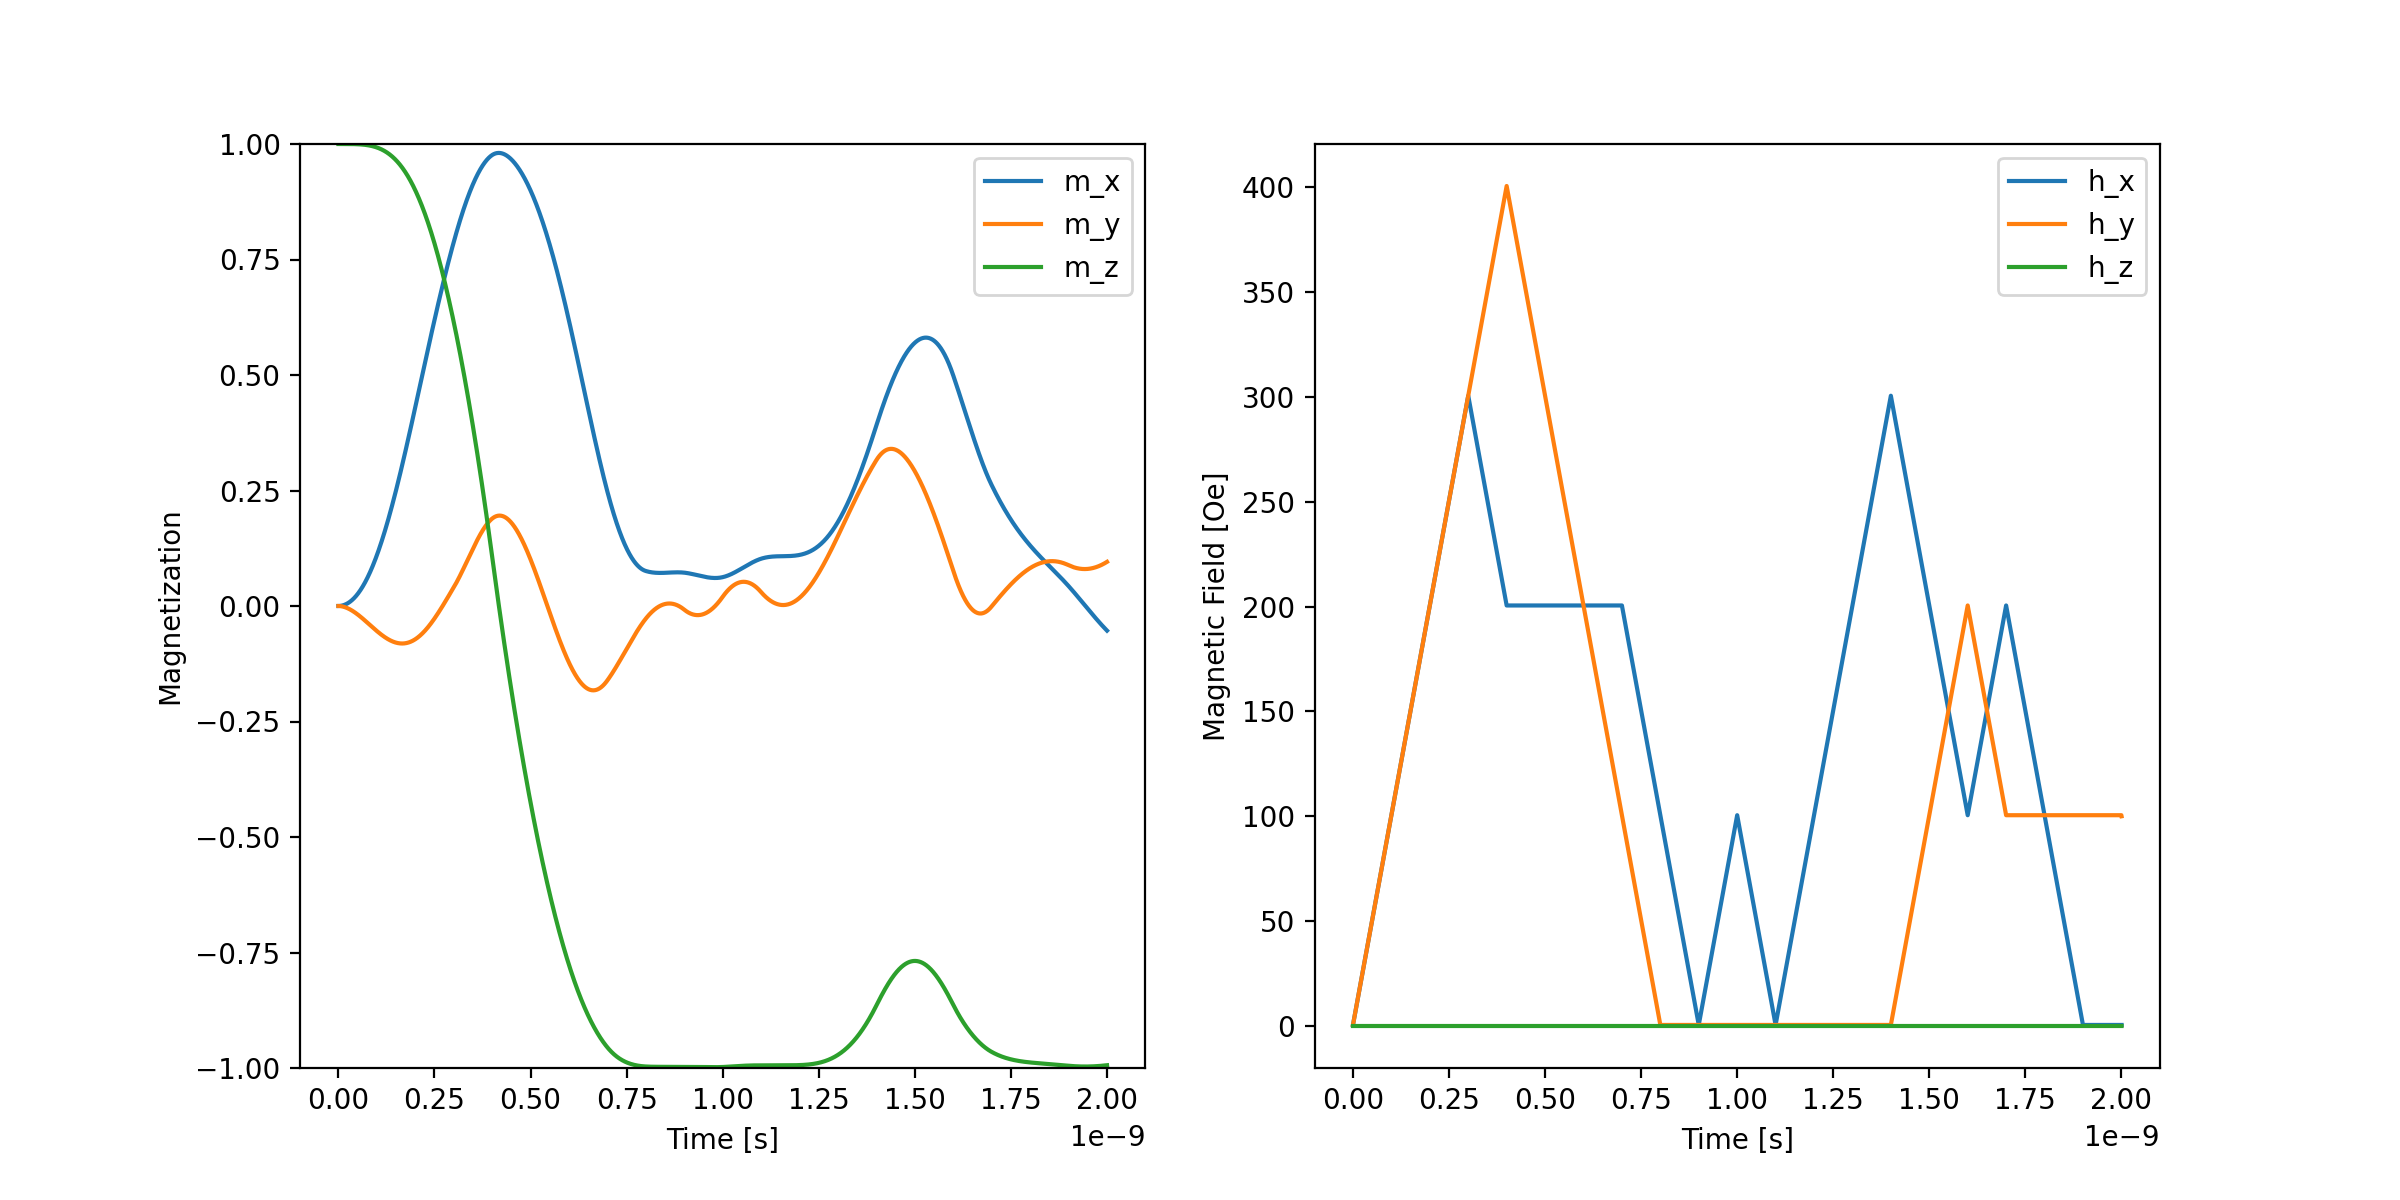 1.00
0.75
0.50
0.25
0.00
−0.25
−0.50
−0.75
−1.00
Magnetization
0.00 0.25 0.50 0.75 1.00 1.25 1.50 1.75 2.00
Time [s]
1e−9
m_x
m_y
m_z
400
350
300
250
200
150
100
50
0
Magnetic Field [Oe]
0.00 0.25 0.50 0.75 1.00 1.25 1.50 1.75 2.00
Time [s]
1e−9
h_x
h_y
h_z